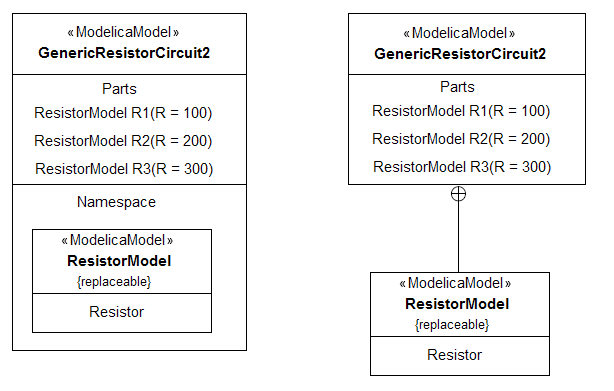 «ModelicaModel»
GenericResistorCircuit2
Parts
ResistorModel R1(R = 100)
ResistorModel R2(R = 200)
ResistorModel R3(R = 300)
Namespace
«ModelicaModel»
ResistorModel
{replaceable}
Resistor
«ModelicaModel»
GenericResistorCircuit2
Parts
ResistorModel R1(R = 100)
ResistorModel R2(R = 200)
ResistorModel R3(R = 300)
«ModelicaModel»
ResistorModel
{replaceable}
Resistor